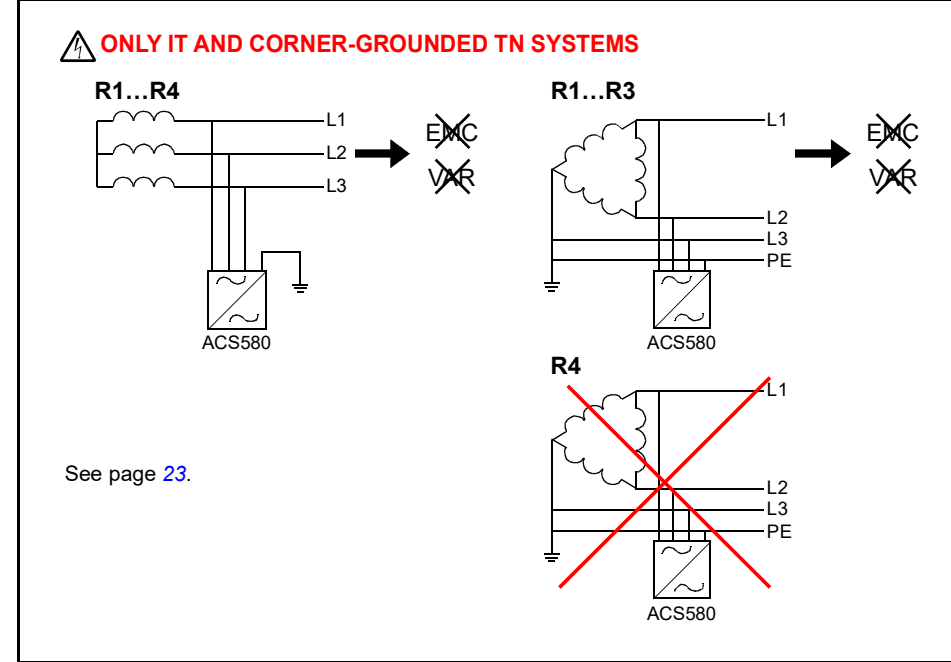 ONLY IT AND CORNER-GROUNDED TN SYSTEMS
R1…R4
L1
L2
L3
EMC
VAR
ACS580
R1…R3
L1
L2
L3
PE
EMC
VAR
ACS580
R4
L1
L2
L3
PE
ACS580
See page 23.